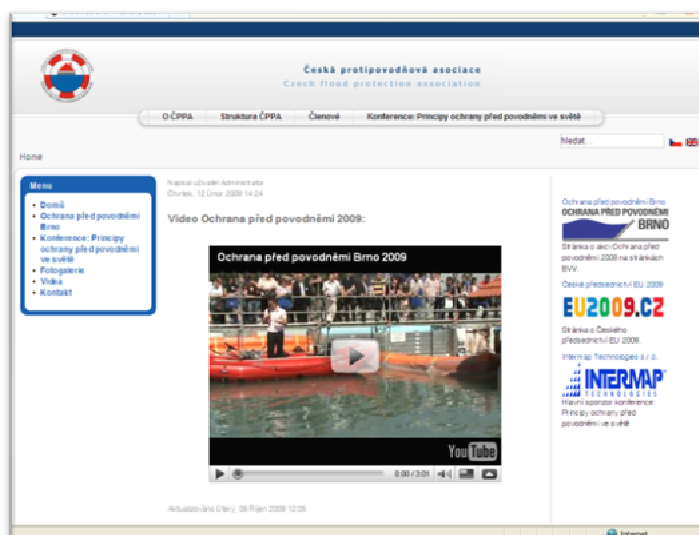 Česká protipovodňová asociace
Czech flood protection association
O ČPPA Struktura ČPPA Členové Konference: Principy ochrany před povodněmi ve světě
hledat...
Home
Menu
Domů
Ochrana před povodněmi
Brno
Konference: Principy
ochrany před povodněmi
ve světě
Fotogalerie
Videa
Kontakt
Napsal uživatel Administrator
Čtvrtek, 12 Únor 2009 14:24
Video Ochrana před povodněmi 2009:
Ochrana před povodněmi Brno 2009
YouTube
0:00 / 3:01
Aktualizováno Úterý, 06 Říjen 2009 12:05
Ochrana před povodněmi Brno
OCHRANA PŘED POVODNĚMI
BRNO
Stránka o akci Ochrana před
povodněmi 2009 na stránkách
BVV.
České předsednictví EU 2009
EU2009.CZ
Stránka o Českého
předsednictví EU 2009.
Intermap Technologies s.r.o.
INTERMAP
TECHNOLOGIES
Hlavní sponzor konference:
Principy ochrany před
povodněmi ve světě
Internet